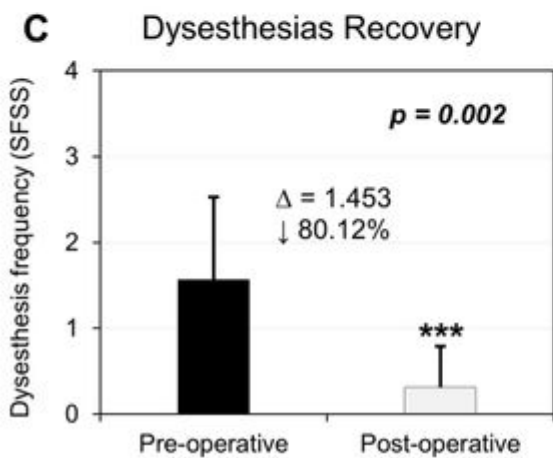 C Dysesthesias Recovery
Dysesthesis frequency (SFSS)
4
3
2
1
0
p = 0.002
Δ = 1.453
↓ 80.12%
***
Pre-operative Post-operative